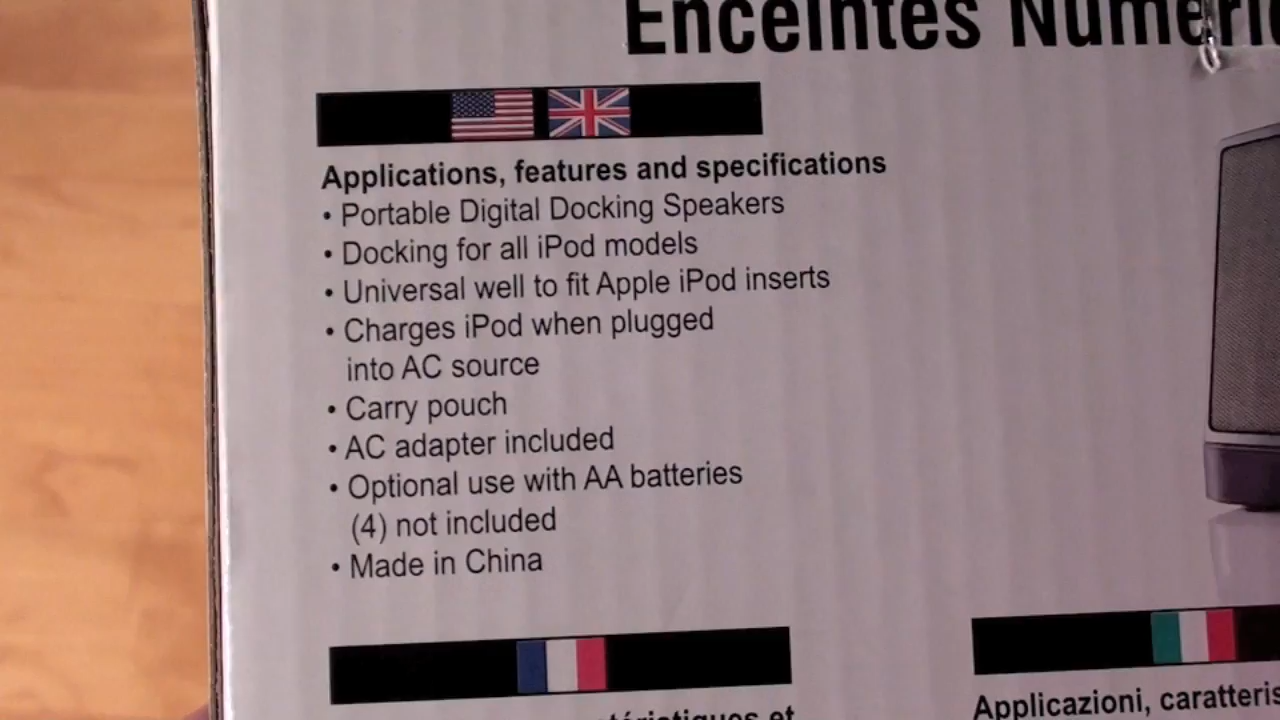 Enceintes
Applications, features and specifications
• Portable Digital Docking Speakers
• Docking for all iPod models
• Universal well to fit Apple iPod inserts
• Charges iPod when plugged
into AC source
• Carry pouch
• AC adapter included
• Optional use with AA batteries
(4) not included
• Made in China
et
Applicazioni,